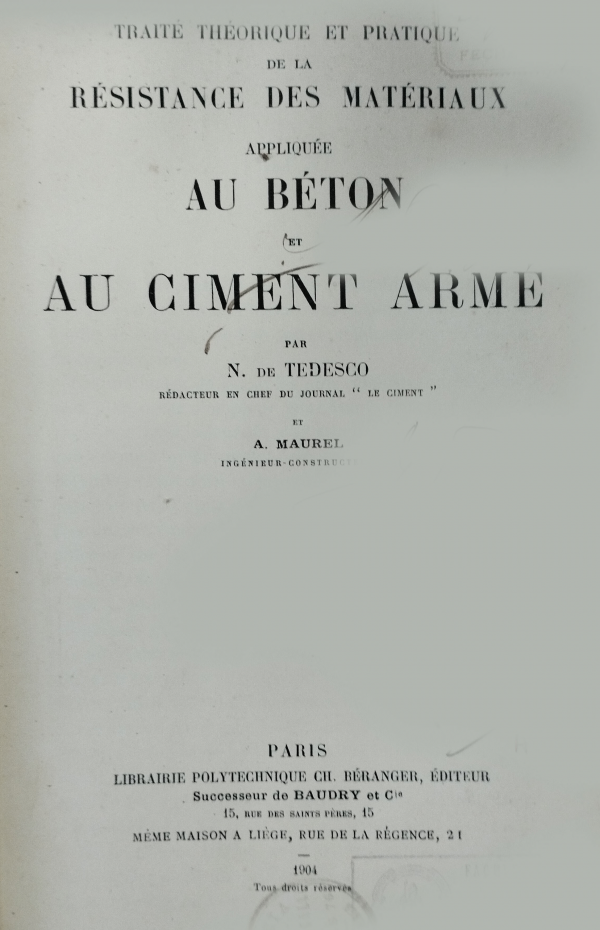 TRAITÉ THÉORIQUE ET PRATIQUE
DE LA
RÉSISTANCE DES MATÉRIAUX
APPLIQUÉE
AU BÉTON
ET
AU CIMENT ARMÉ
PAR
N. DE TEDESCO
RÉDACTEUR EN CHEF DU JOURNAL “ LE CIMENT ”
ET
A. MAUREL
PARIS
LIBRAIRIE POLYTECHNIQUE CH. BÉRANGER, ÉDITEUR
Successeur de BAUDRY et Cie
15, RUE DES SAINTS PÈRES, 15
MÊME MAISON A LIÉGE, RUE DE LA RÉGENCE, 21
1904
Tous droits réservés